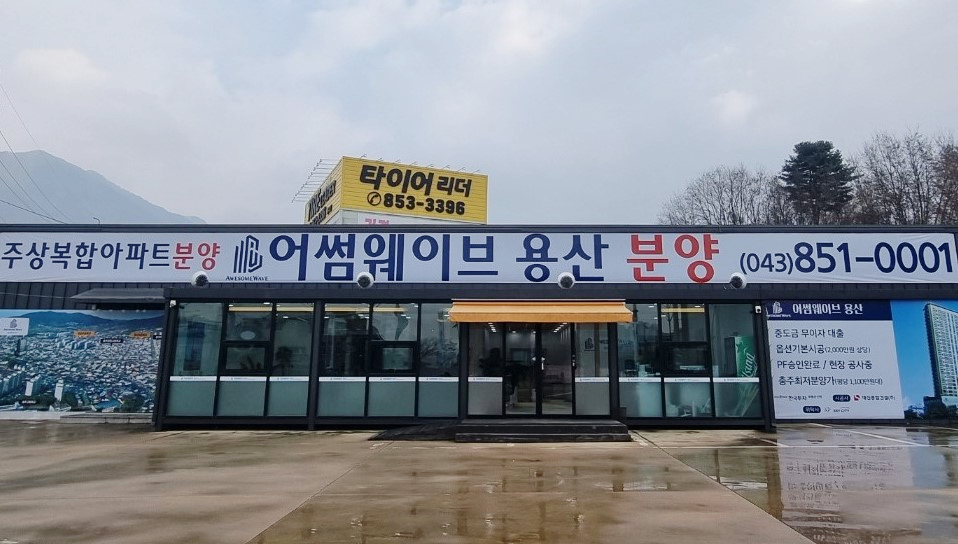 타이어 리더
853-3396
주상복합아파트분양
AWESOMEWAVE
어썸웨이브 용산 분양 (043)851-0001
어썸웨이브 용산
중도금 무이자 대출
옵션기본시공(2,000만원 상당)
PF승인완료 / 현장 공사중
충주최저분양가(평당 1,100만원대)
시공사